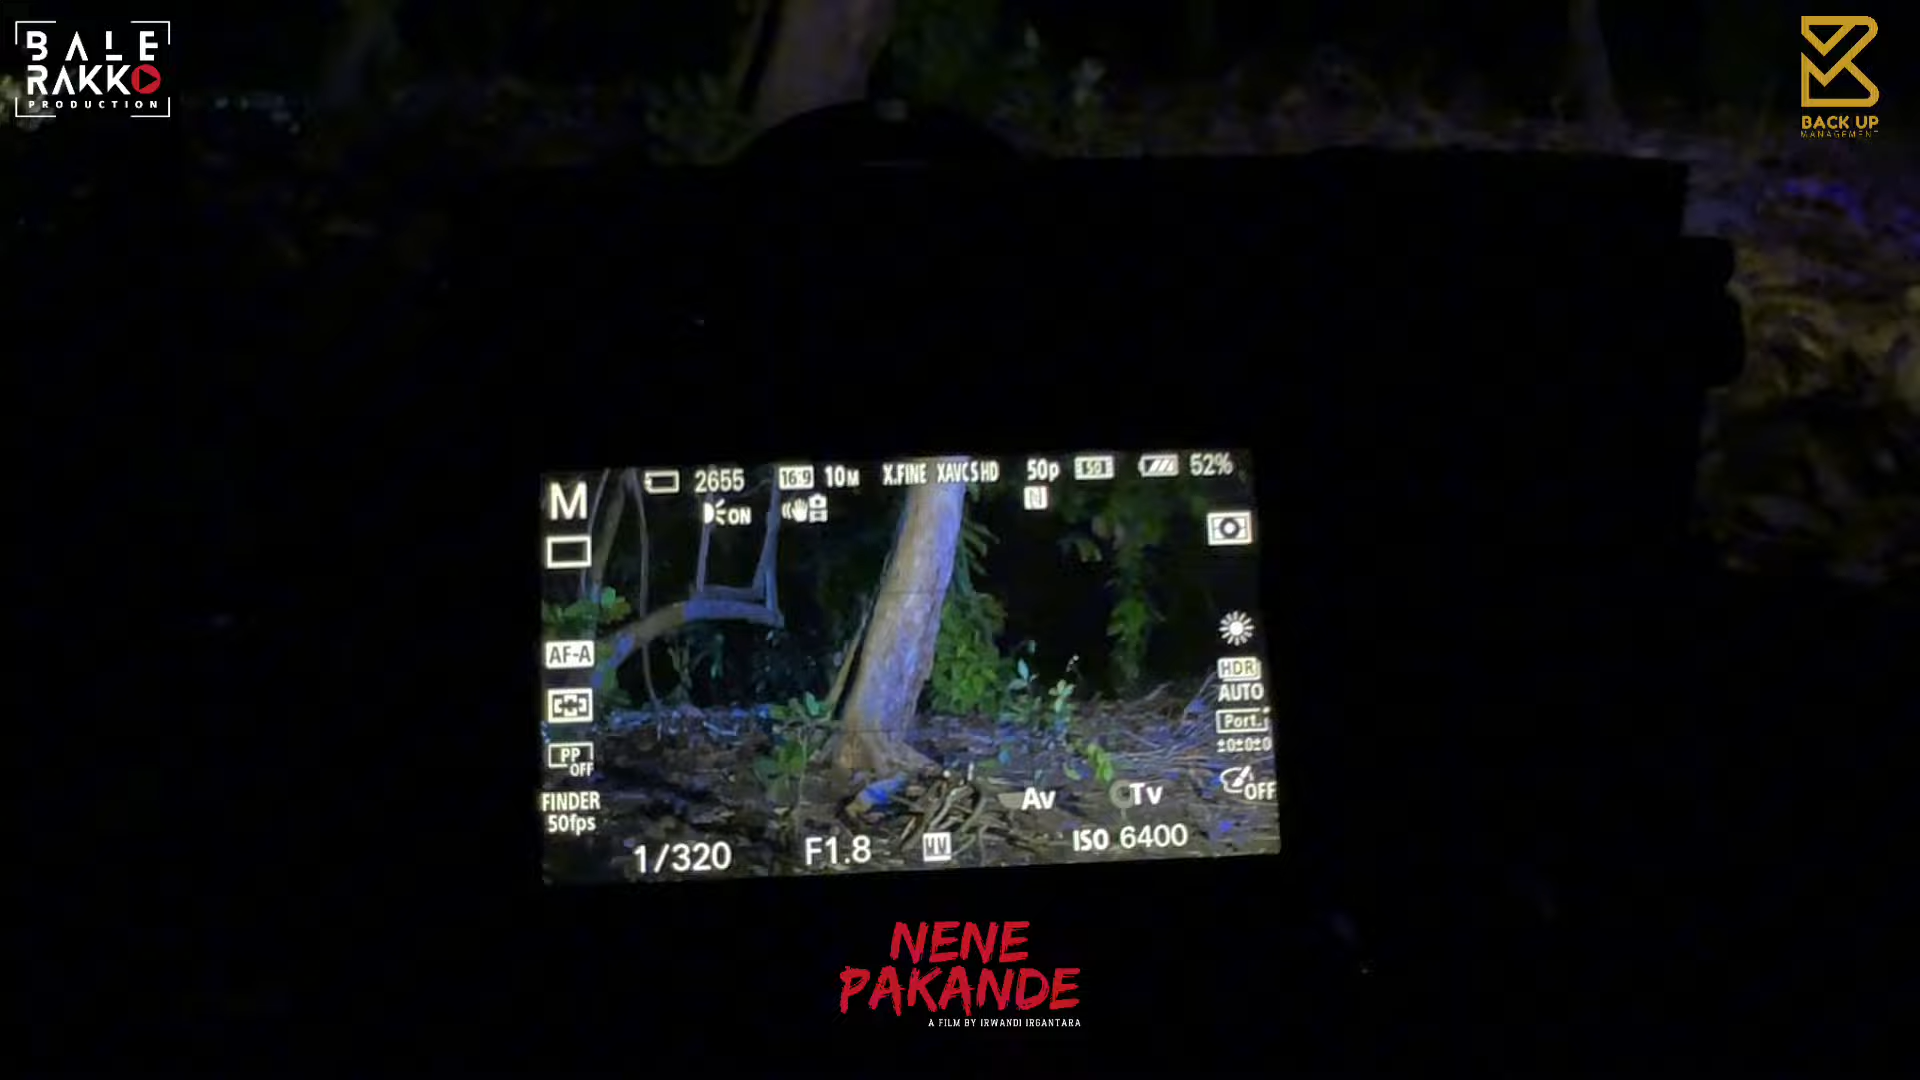 BALE
RAKKO
PRODUCTION
BACK UP
MANAGEMENT
M
2655
16:9
10M
X.FINE
XAVC S HD
50p
50
52%
ON
N
AF-A
PP
OFF
FINDER
50fps
HDR
AUTO
Port.
±0±0±0
OFF
Av
Tv
1/320
F1.8
ISO 6400
NENE
PAKANDE
A FILM BY IRWANDI IRGANTARA